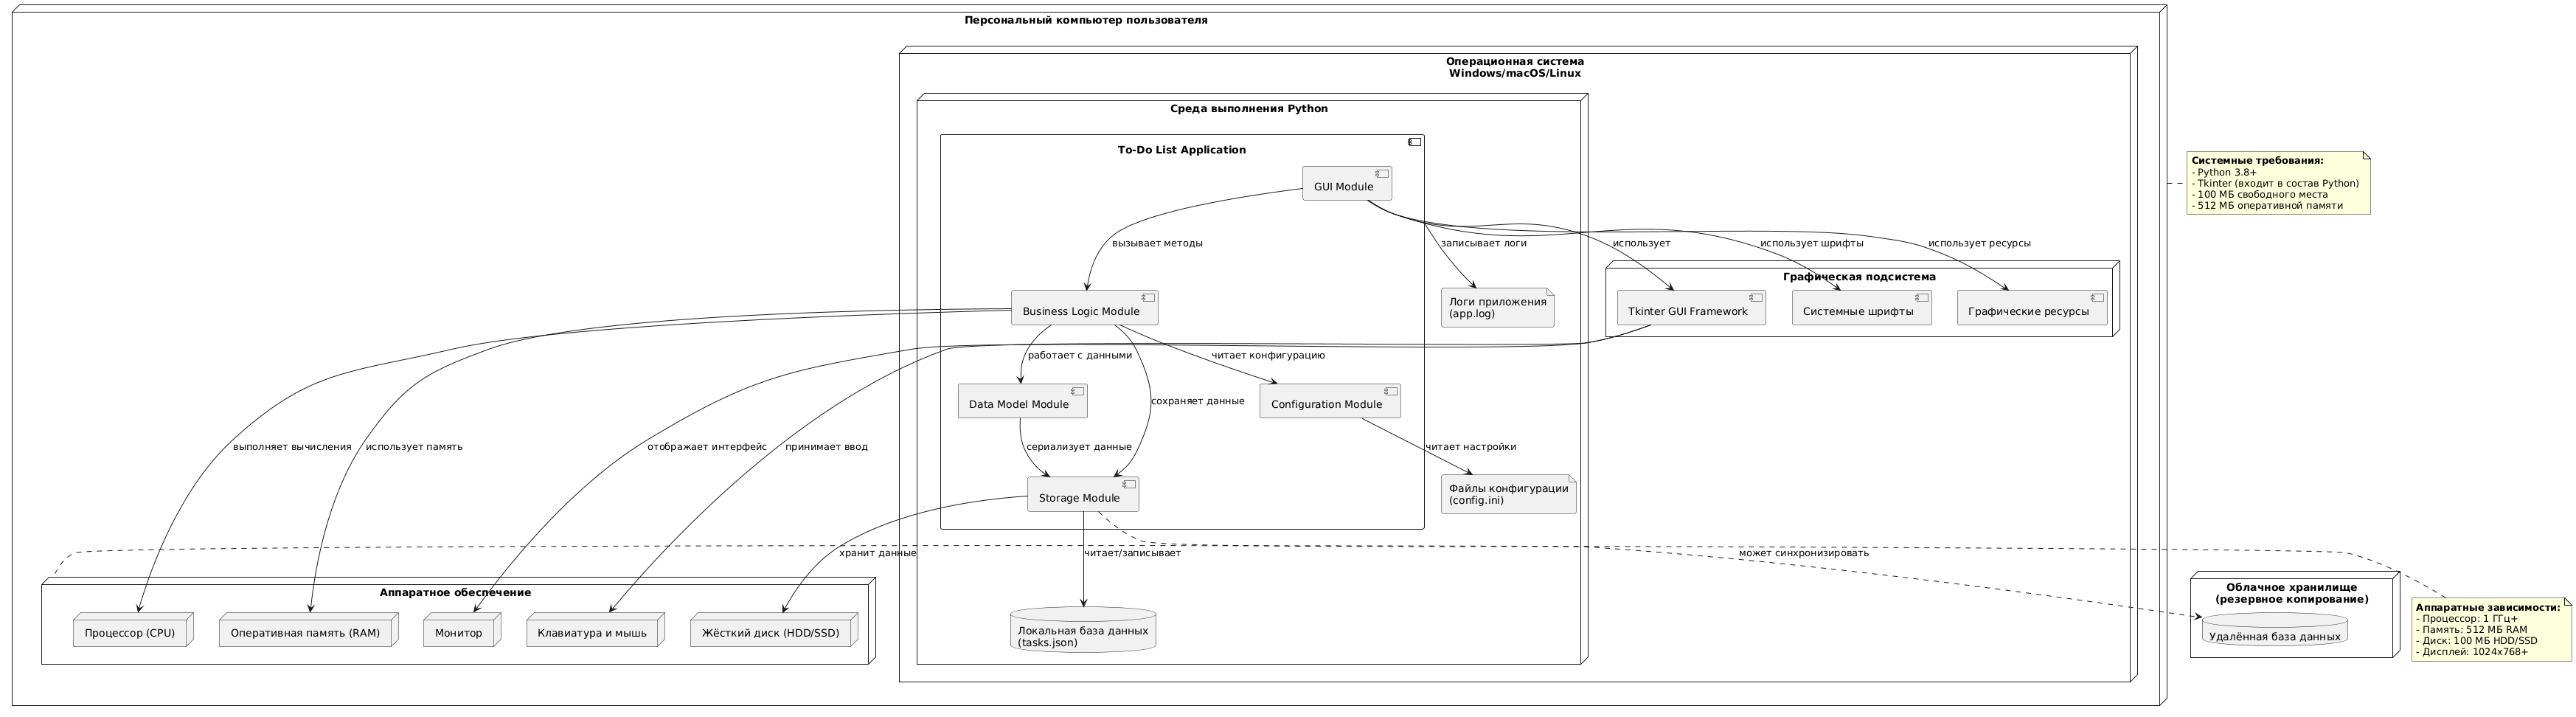 Персональный компьютер пользователя
Операционная система
Windows/macOS/Linux
Среда выполнения Python
To-Do List Application
GUI Module
Системные требования:
- Python 3.8+
- Tkinter (входит в состав Python)
- 100 МБ свободного места
- 512 МБ оперативной памяти
вызывает методы
записывает логи
использует
использует шрифты
использует ресурсы
Графическая подсистема
Business Logic Module
Логи приложения
(app.log)
Tkinter GUI Framework
Системные шрифты
Графические ресурсы
работает с данными
читает конфигурацию
Data Model Module
сохраняет данные
Configuration Module
выполняет вычисления
использует память
отображает интерфейс
принимает ввод
сериализует данные
читает настройки
Storage Module
Файлы конфигурации
(config.ini)
хранит данные
читает/записывает
может синхронизировать
Аппаратное обеспечение
Процессор (CPU)
Оперативная память (RAM)
Монитор
Клавиатура и мышь
Жёсткий диск (HDD/SSD)
Локальная база данных
(tasks.json)
Облачное хранилище
(резервное копирование)
Удалённая база данных
Аппаратные зависимости:
- Процессор: 1 ГГц+
- Память: 512 МБ RAM
- Диск: 100 МБ HDD/SSD
- Дисплей: 1024x768+